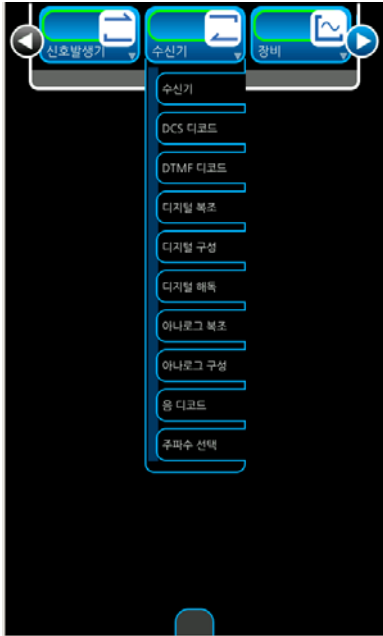 신호발생기
수신기
장비
수신기
DCS 디코드
DTMF 디코드
디지털 복조
디지털 구성
디지털 해독
아나로그 복조
아나로그 구성
음 디코드
주파수 선택